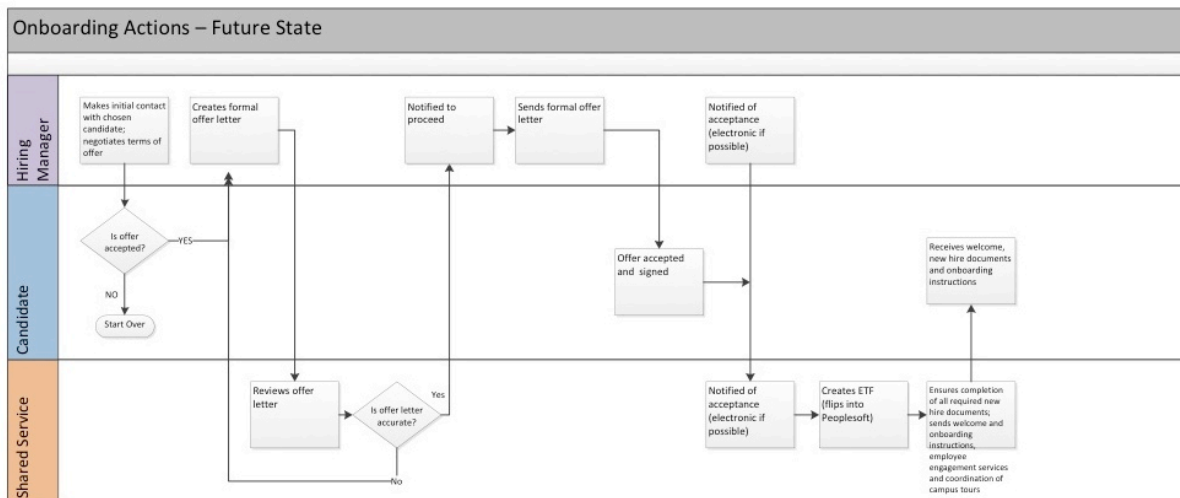 Onboarding Actions – Future State
Hiring
Manager
Makes initial contact
with chosen
candidate;
negotiates terms of
offer
Creates formal
offer letter
Notified to
proceed
Sends formal offer
letter
Notified of
acceptance
(electronic if
possible)
Candidate
Is offer
accepted?
YES
NO
Start Over
Offer accepted
and signed
Receives welcome,
new hire documents
and onboarding
instructions
Shared Service
Reviews offer
letter
Is offer letter
accurate?
Yes
No
Notified of
acceptance
(electronic if
possible)
Creates ETF
(flips into
Peoplesoft)
Ensures completion
of all required new
hire documents;
sends welcome and
onboarding
instructions,
employee
engagement services
and coordination of
campus tours